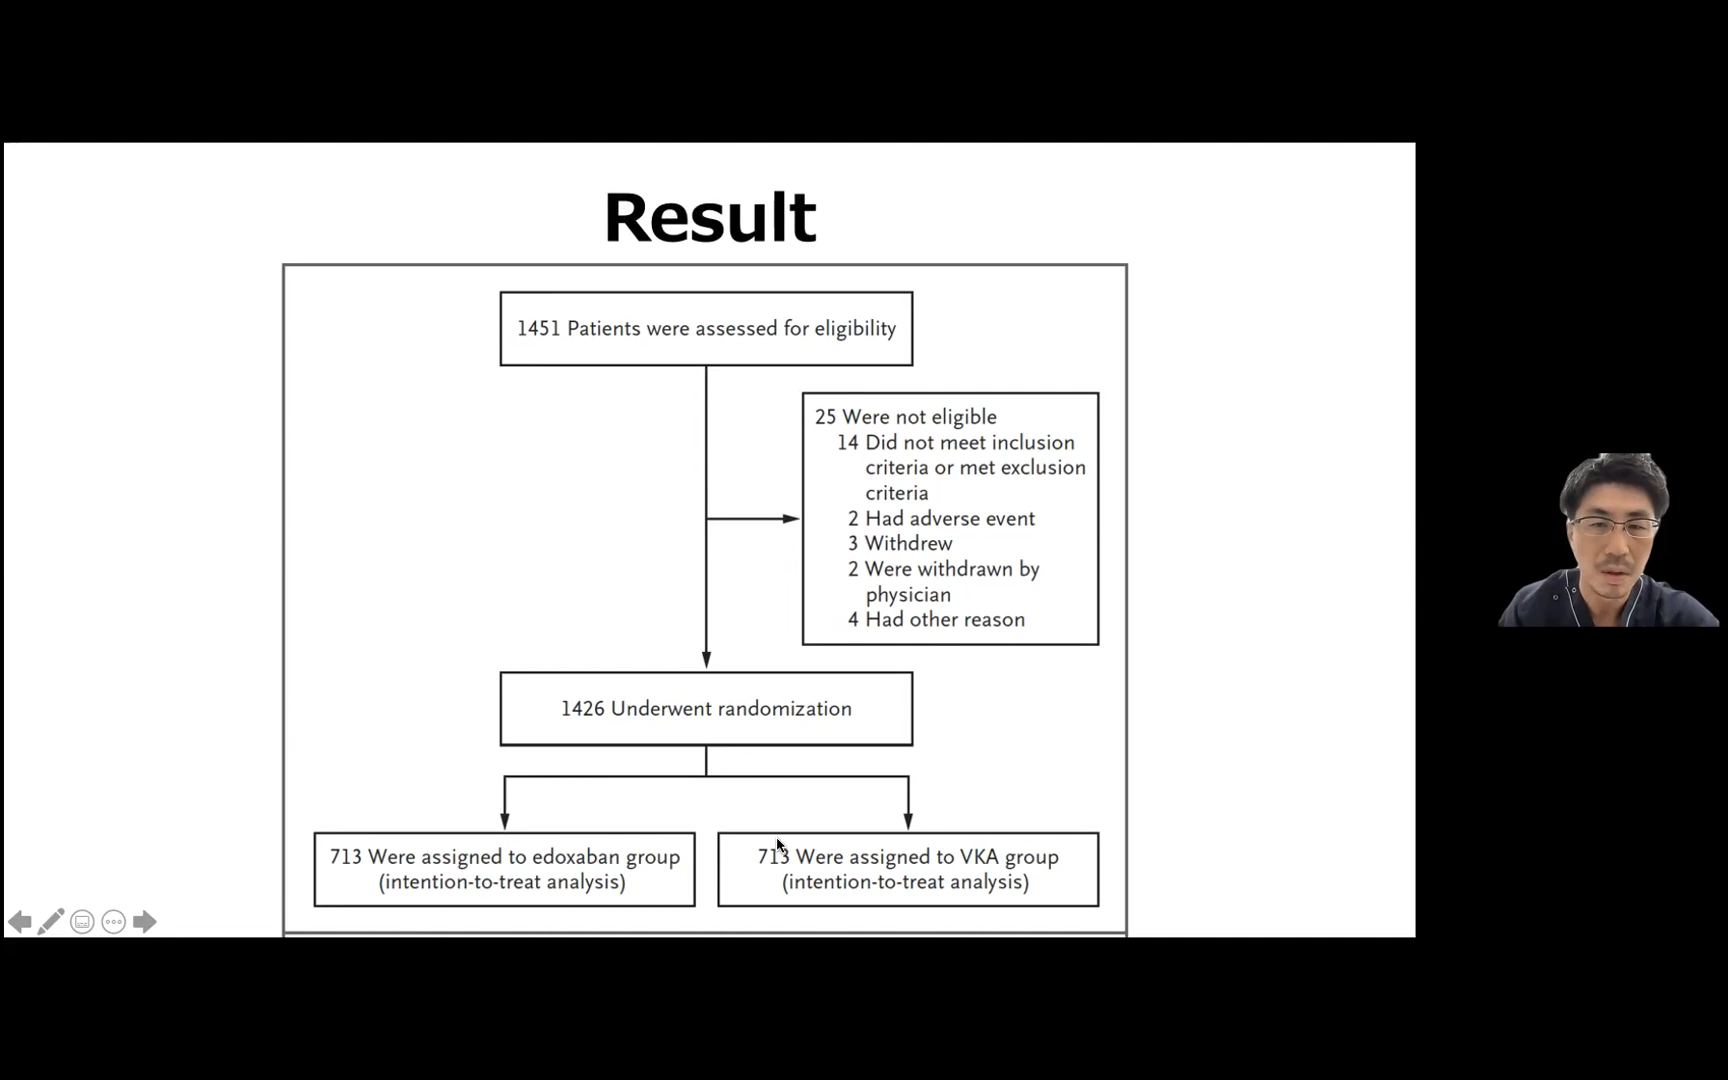 Result
1451 Patients were assessed for eligibility
25 Were not eligible
14 Did not meet inclusion
criteria or met exclusion
criteria
2 Had adverse event
3 Withdrew
2 Were withdrawn by
physician
4 Had other reason
1426 Underwent randomization
713 Were assigned to edoxaban group
(intention-to-treat analysis)
713 Were assigned to VKA group
(intention-to-treat analysis)